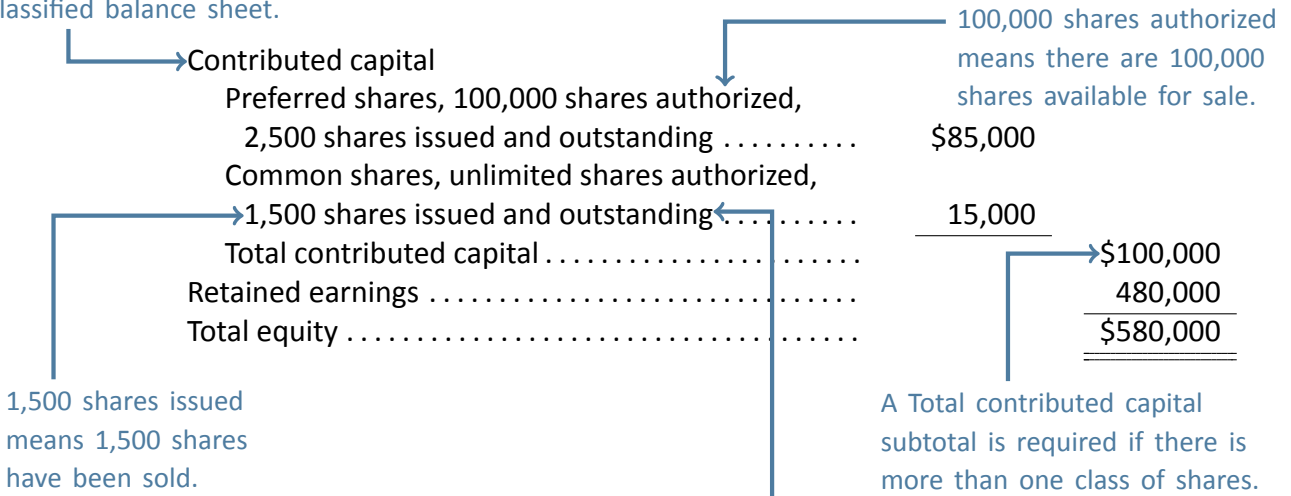 lassified balance sheet.
100,000 shares authorized
means there are 100,000
shares available for sale.
Contributed capital
Preferred shares, 100,000 shares authorized,
2,500 shares issued and outstanding . . . . . . . . . . $85,000
Common shares, unlimited shares authorized,
1,500 shares issued and outstanding . . . . . . . . . . 15,000
Total contributed capital . . . . . . . . . . . . . . . . . . . . . . . $100,000
Retained earnings . . . . . . . . . . . . . . . . . . . . . . . . . . . . . . . 480,000
Total equity . . . . . . . . . . . . . . . . . . . . . . . . . . . . . . . . . . . . . $580,000
1,500 shares issued
means 1,500 shares
have been sold.
A Total contributed capital
subtotal is required if there is
more than one class of shares.